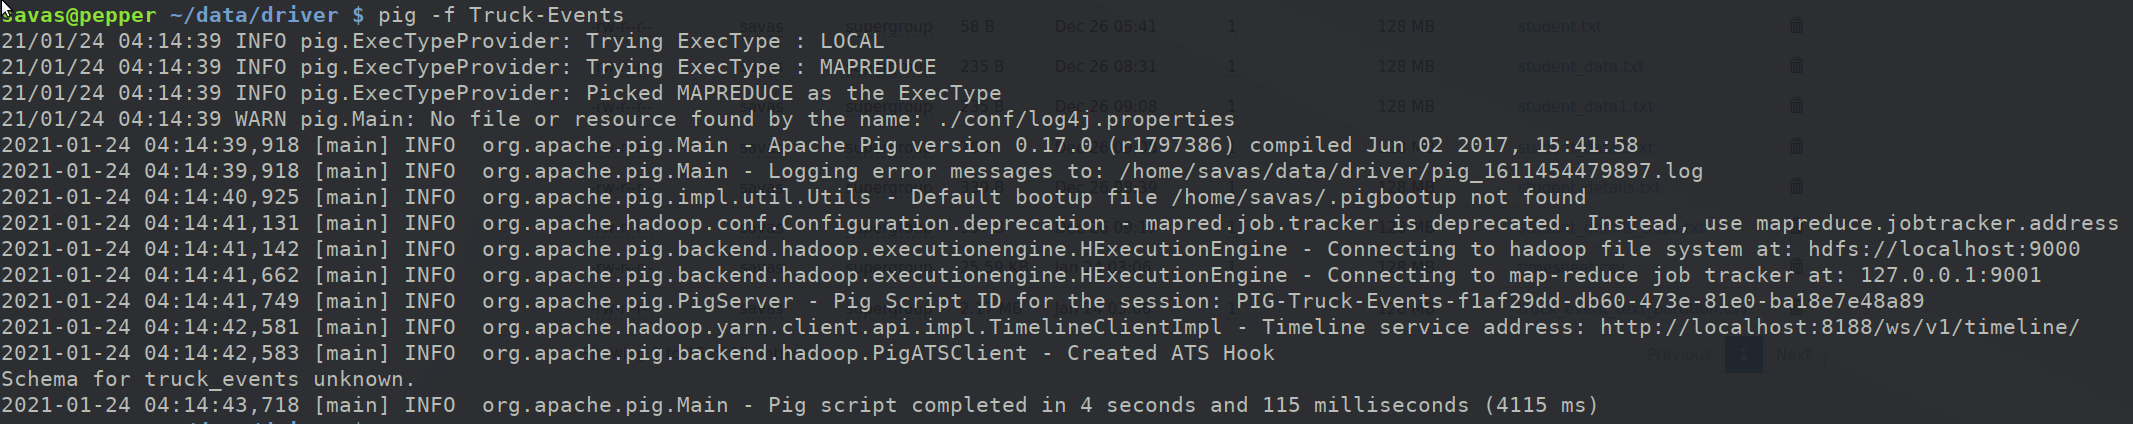 savas@pepper ~/data/driver $ pig -f Truck-Events
21/01/24 04:14:39 INFO pig.ExecTypeProvider: Trying ExecType : LOCAL
21/01/24 04:14:39 INFO pig.ExecTypeProvider: Trying ExecType : MAPREDUCE
21/01/24 04:14:39 INFO pig.ExecTypeProvider: Picked MAPREDUCE as the ExecType
21/01/24 04:14:39 WARN pig.Main: No file or resource found by the name: ./conf/log4j.properties
2021-01-24 04:14:39,918 [main] INFO  org.apache.pig.Main - Apache Pig version 0.17.0 (r1797386) compiled Jun 02 2017, 15:41:58
2021-01-24 04:14:39,918 [main] INFO  org.apache.pig.Main - Logging error messages to: /home/savas/data/driver/pig_1611454479897.log
2021-01-24 04:14:40,925 [main] INFO  org.apache.pig.impl.util.Utils - Default bootup file /home/savas/.pigbootup not found
2021-01-24 04:14:41,131 [main] INFO  org.apache.hadoop.conf.Configuration.deprecation - mapred.job.tracker is deprecated. Instead, use mapreduce.jobtracker.address
2021-01-24 04:14:41,142 [main] INFO  org.apache.pig.backend.hadoop.executionengine.HExecutionEngine - Connecting to hadoop file system at: hdfs://localhost:9000
2021-01-24 04:14:41,662 [main] INFO  org.apache.pig.backend.hadoop.executionengine.HExecutionEngine - Connecting to map-reduce job tracker at: 127.0.0.1:9001
2021-01-24 04:14:41,749 [main] INFO  org.apache.pig.PigServer - Pig Script ID for the session: PIG-Truck-Events-f1af29dd-db60-473e-81e0-ba18e7e48a89
2021-01-24 04:14:42,581 [main] INFO  org.apache.hadoop.yarn.client.api.impl.TimelineClientImpl - Timeline service address: http://localhost:8188/ws/v1/timeline/
2021-01-24 04:14:42,583 [main] INFO  org.apache.pig.backend.hadoop.PigATSClient - Created ATS Hook
Schema for truck_events unknown.
2021-01-24 04:14:43,718 [main] INFO  org.apache.pig.Main - Pig script completed in 4 seconds and 115 milliseconds (4115 ms)